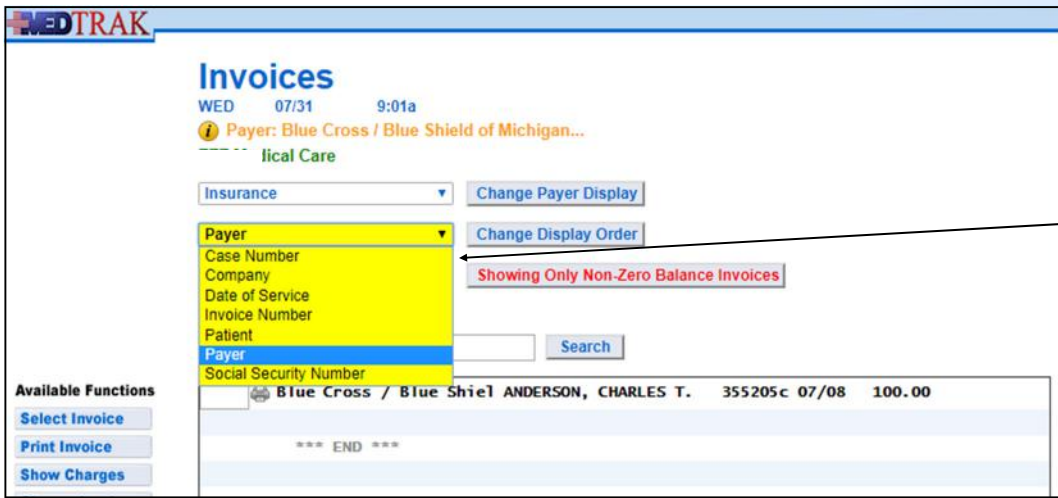 MEDTRAK
Invoices
WED 07/31 9:01a
Payer: Blue Cross / Blue Shield of Michigan...
dical Care
Insurance Change Payer Display
Payer Change Display Order
Case Number
Company
Showing Only Non-Zero Balance Invoices
Date of Service
Invoice Number
Patient
Payer
Search
Social Security Number
Available Functions
Blue Cross / Blue Shiel ANDERSON, CHARLES T. 355205c 07/08 100.00
Select Invoice
*** END ***
Print Invoice
Show Charges